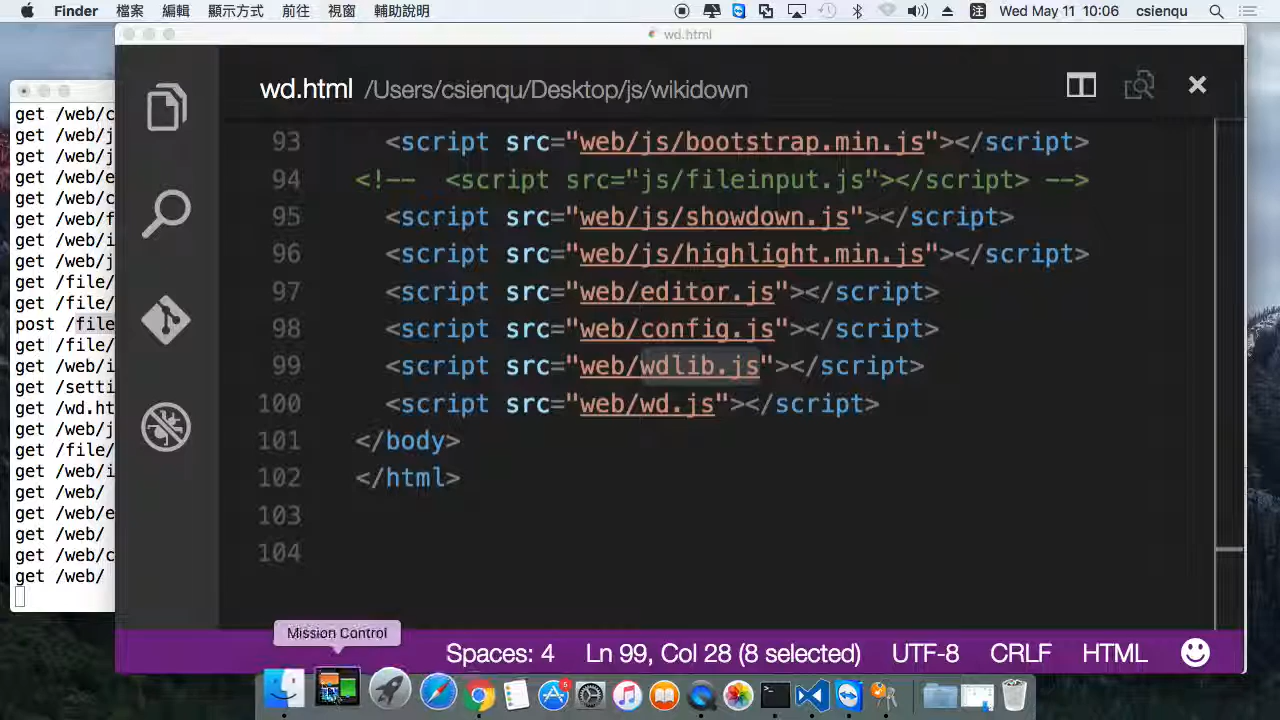 Finder 檔案 編輯 顯示方式 前往 視窗 輔助說明 注 Wed May 11 10:06 csienqu
wd.html
wd.html /Users/csienqu/Desktop/js/wikidown
get /web/c
get /web/j
get /web/j
get /web/e
get /web/c
get /web/f
get /web/i
get /web/j
get /file/
get /file/
post /file
get /file/
get /web/i
get /setti
get /wd.ht
get /web/j
get /file/
get /web/i
get /web/
get /web/e
get /web/
get /web/c
get /web/
93 <script src="web/js/bootstrap.min.js"></script>
94 <!-- <script src="js/fileinput.js"></script> -->
95 <script src="web/js/showdown.js"></script>
96 <script src="web/js/highlight.min.js"></script>
97 <script src="web/editor.js"></script>
98 <script src="web/config.js"></script>
99 <script src="web/wdlib.js"></script>
100 <script src="web/wd.js"></script>
101 </body>
102 </html>
103
104
Mission Control
Spaces: 4 Ln 99, Col 28 (8 selected) UTF-8 CRLF HTML
5